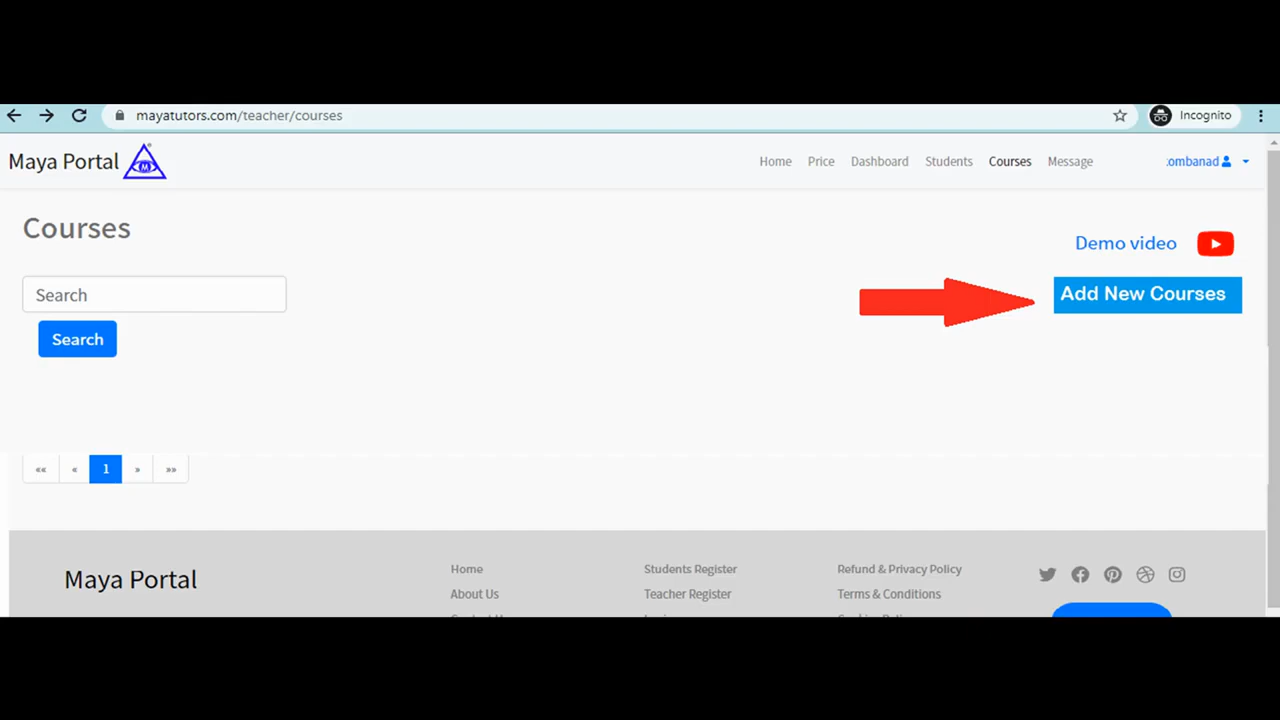 mayatutors.com/teacher/courses
Incognito
Maya Portal
M
Home Price Dashboard Students Courses Message
ombanad
Courses
Demo video
Search
Add New Courses
Search
«« « 1 » »»
Maya Portal
Home
About Us
Students Register
Teacher Register
Refund & Privacy Policy
Terms & Conditions